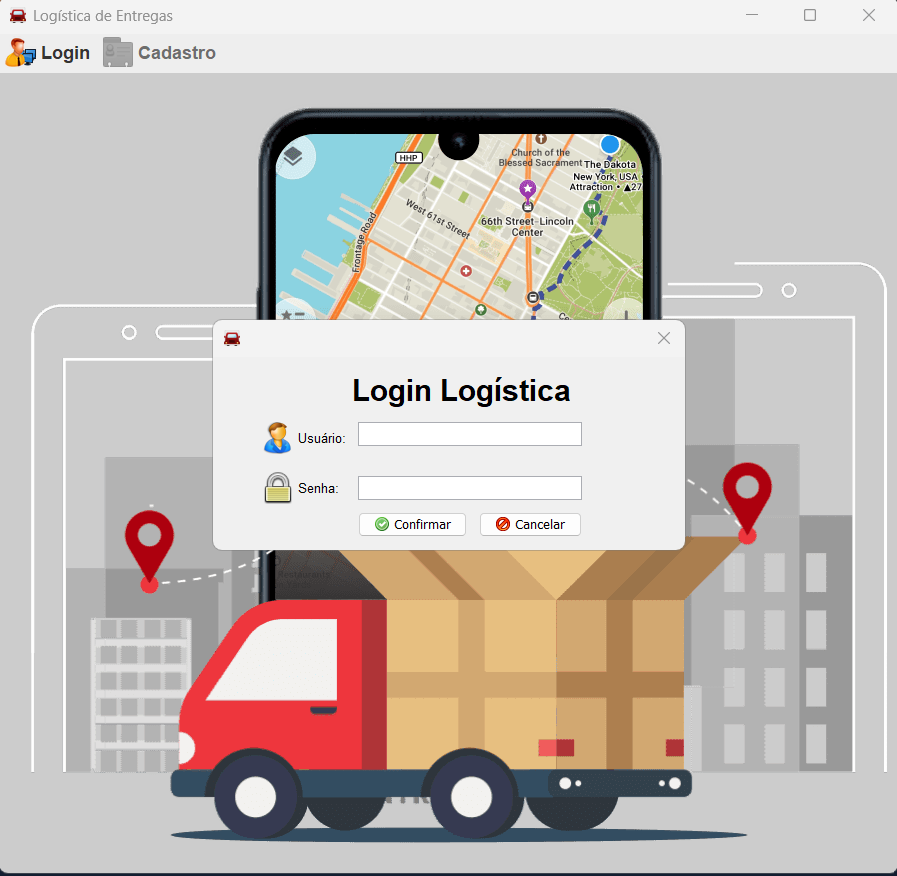 Logística de Entregas
Login Cadastro
HHP
Church of the
Blessed Sacrament
The Dakota
New York, USA
Attraction • ▲27
West 61st Street
66th Street-Lincoln
Center
Frontage Road
Login Logística
Usuário:
Senha:
Confirmar Cancelar